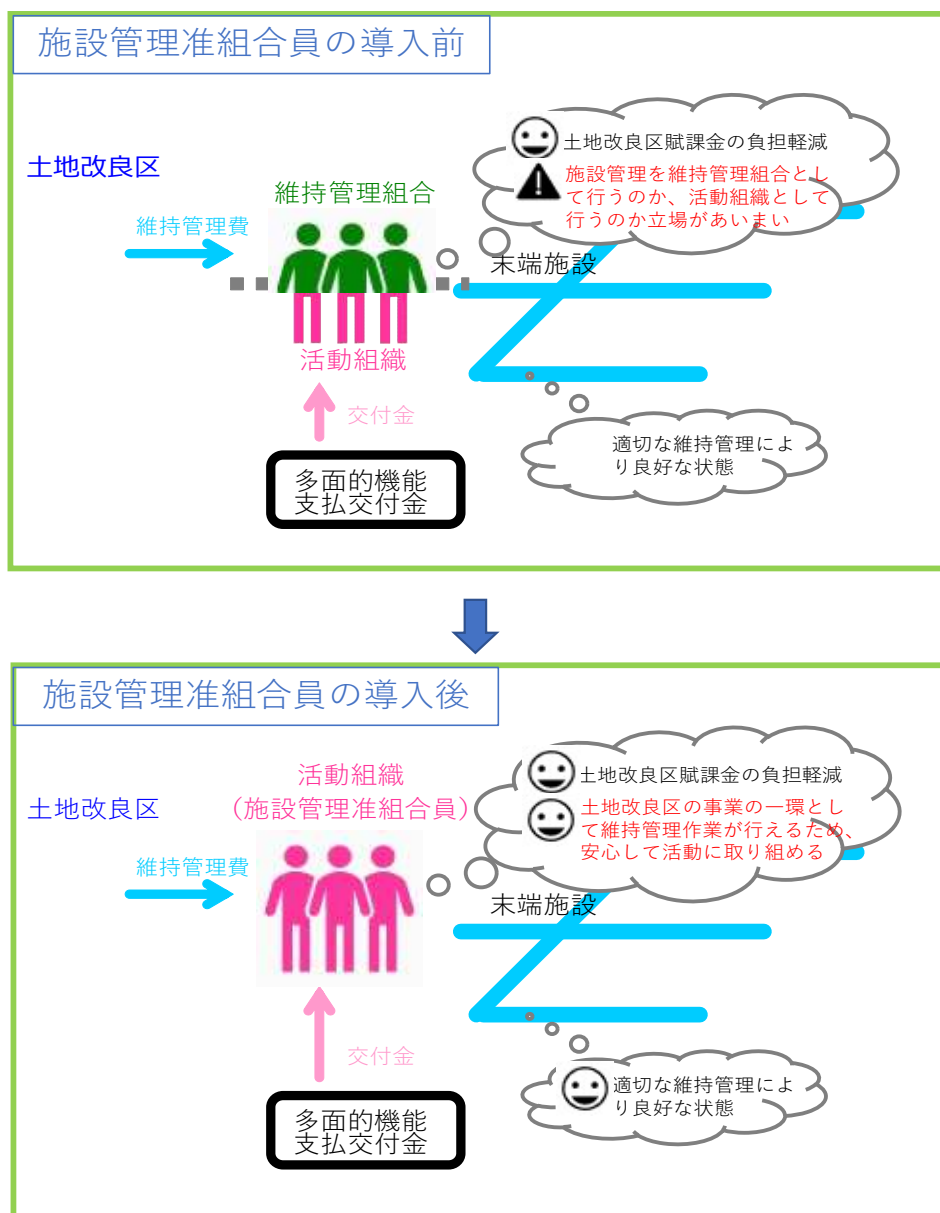 施設管理准組合員の導入前
土地改良区
維持管理組合
維持管理費
土地改良区賦課金の負担軽減
施設管理を維持管理組合とし
て行うのか、活動組織として
行うのか立場があいまい
末端施設
活動組織
交付金
多面的機能
支払交付金
適切な維持管理によ
り良好な状態
施設管理准組合員の導入後
土地改良区
活動組織
（施設管理准組合員）
維持管理費
土地改良区賦課金の負担軽減
土地改良区の事業の一環とし
て維持管理作業が行えるため、
安心して活動に取り組める
末端施設
交付金
多面的機能
支払交付金
適切な維持管理によ
り良好な状態